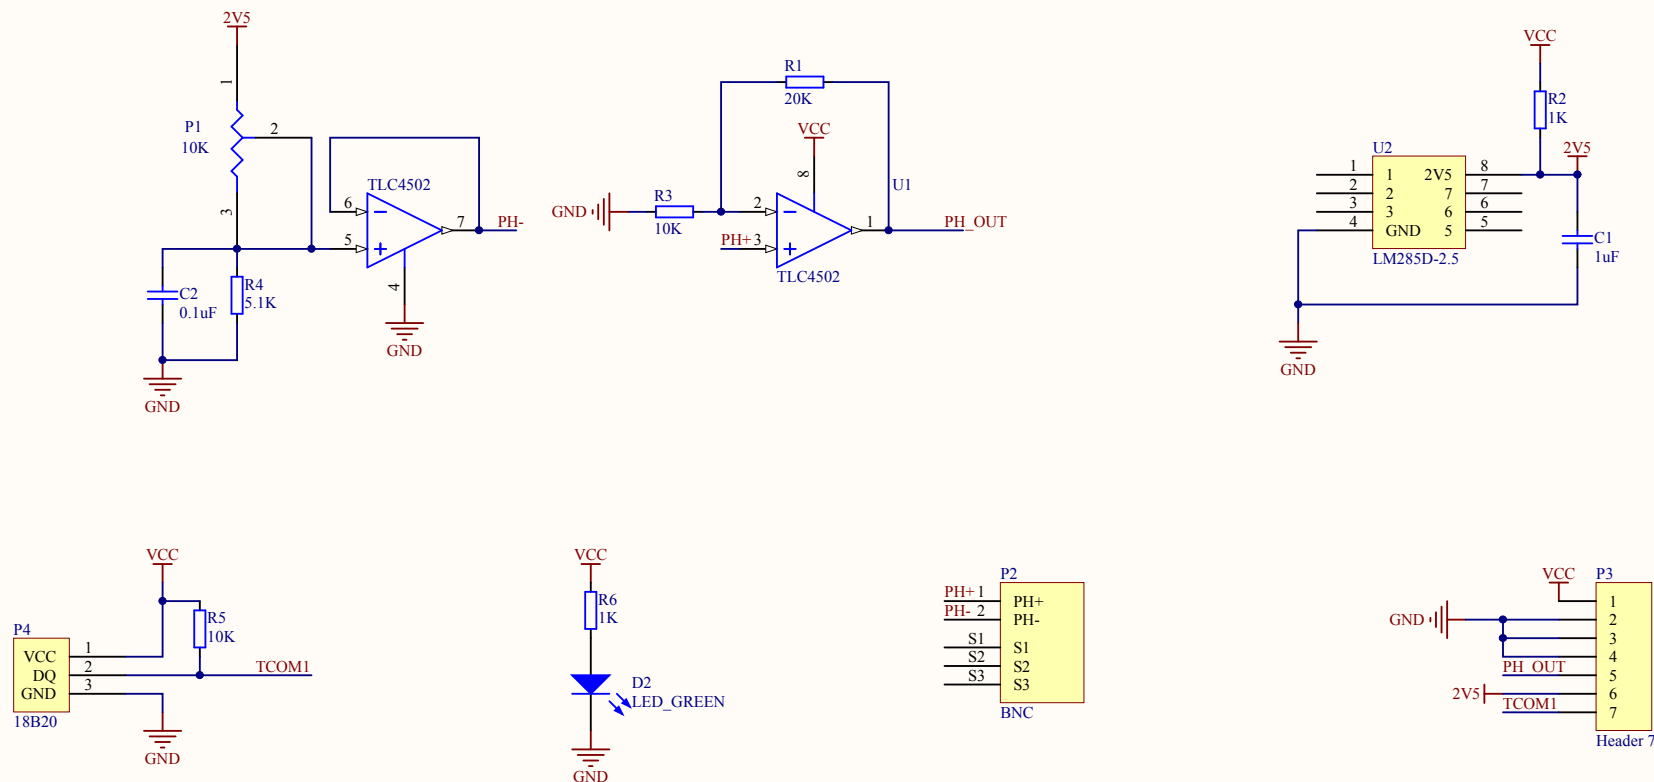 2V5
1
P1
10K
2
3
TLC4502
6
5
7
PH-
4
GND
C2
0.1uF
R4
5.1K
GND
R1
20K
VCC
8
U1
GND
R3
10K
2
PH+ 3
1
PH_OUT
TLC4502
VCC
R2
1K
U2
2V5
1 1 2V5 8
2 2 7 7
3 3 6 6
4 GND 5 5
LM285D-2.5
C1
1uF
GND
VCC
R5
10K
P4
VCC 1
DQ 2
GND 3
TCOM1
18B20
GND
VCC
R6
1K
D2
LED_GREEN
GND
P2
PH+ 1 PH+
PH- 2 PH-
S1 S1
S2 S2
S3 S3
BNC
VCC
P3
1
GND 2
3
4
PH_OUT 5
2V5 6
TCOM1 7
Header 7